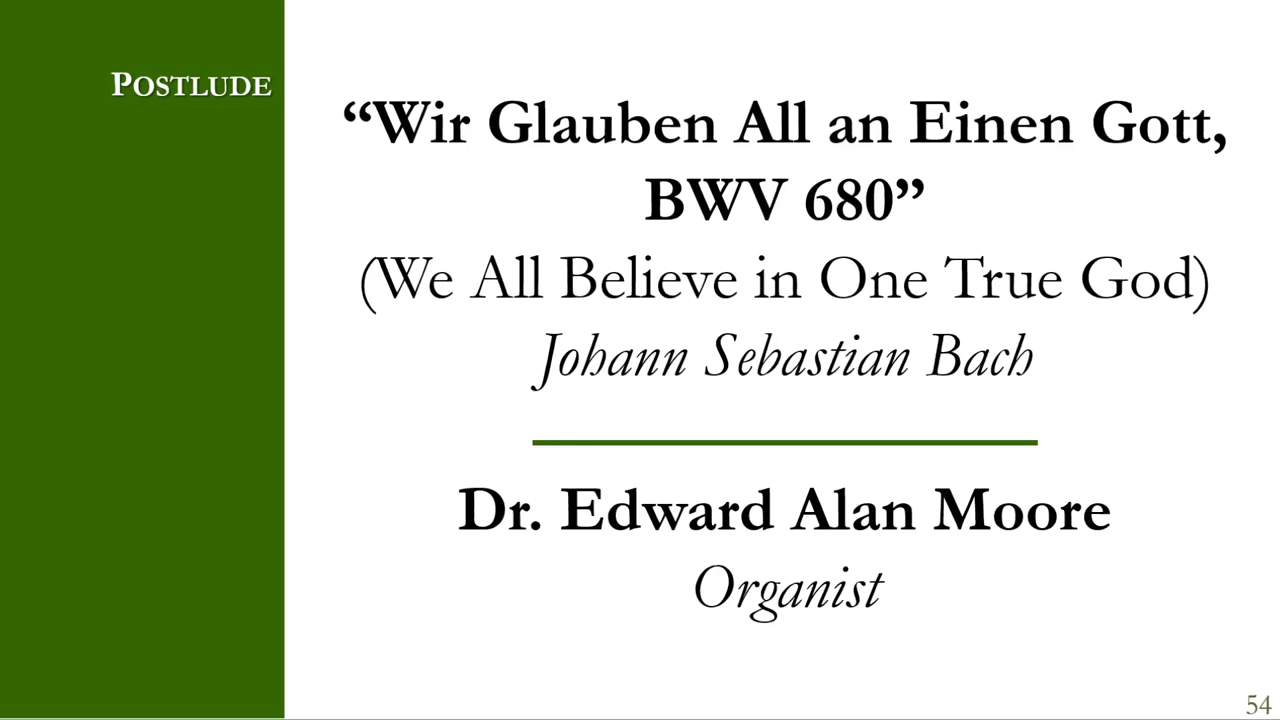 POSTLUDE
“Wir Glauben All an Einen Gott,
BWV 680”
(We All Believe in One True God)
Johann Sebastian Bach
Dr. Edward Alan Moore
Organist
54